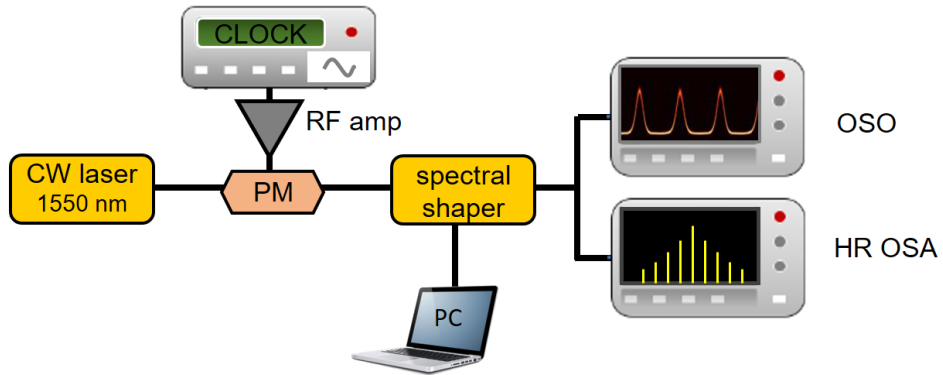 CLOCK
RF amp
CW laser
1550 nm
PM
spectral
shaper
OSO
HR OSA
PC